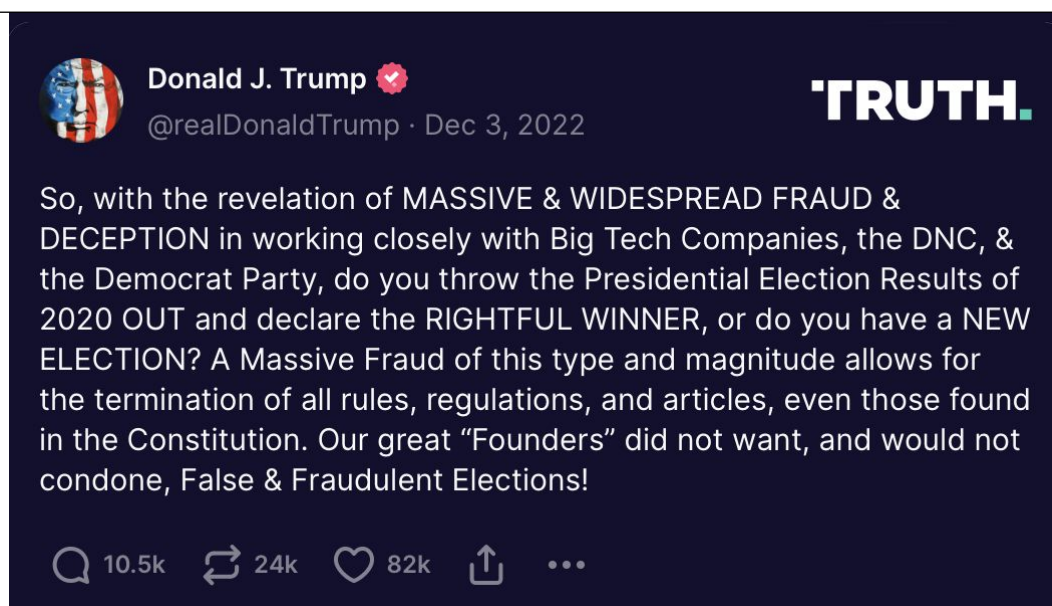 Donald J. Trump
TRUTH.
@realDonaldTrump · Dec 3, 2022
So, with the revelation of MASSIVE & WIDESPREAD FRAUD &
DECEPTION in working closely with Big Tech Companies, the DNC, &
the Democrat Party, do you throw the Presidential Election Results of
2020 OUT and declare the RIGHTFUL WINNER, or do you have a NEW
ELECTION? A Massive Fraud of this type and magnitude allows for
the termination of all rules, regulations, and articles, even those found
in the Constitution. Our great “Founders” did not want, and would not
condone, False & Fraudulent Elections!
10.5k 24k 82k